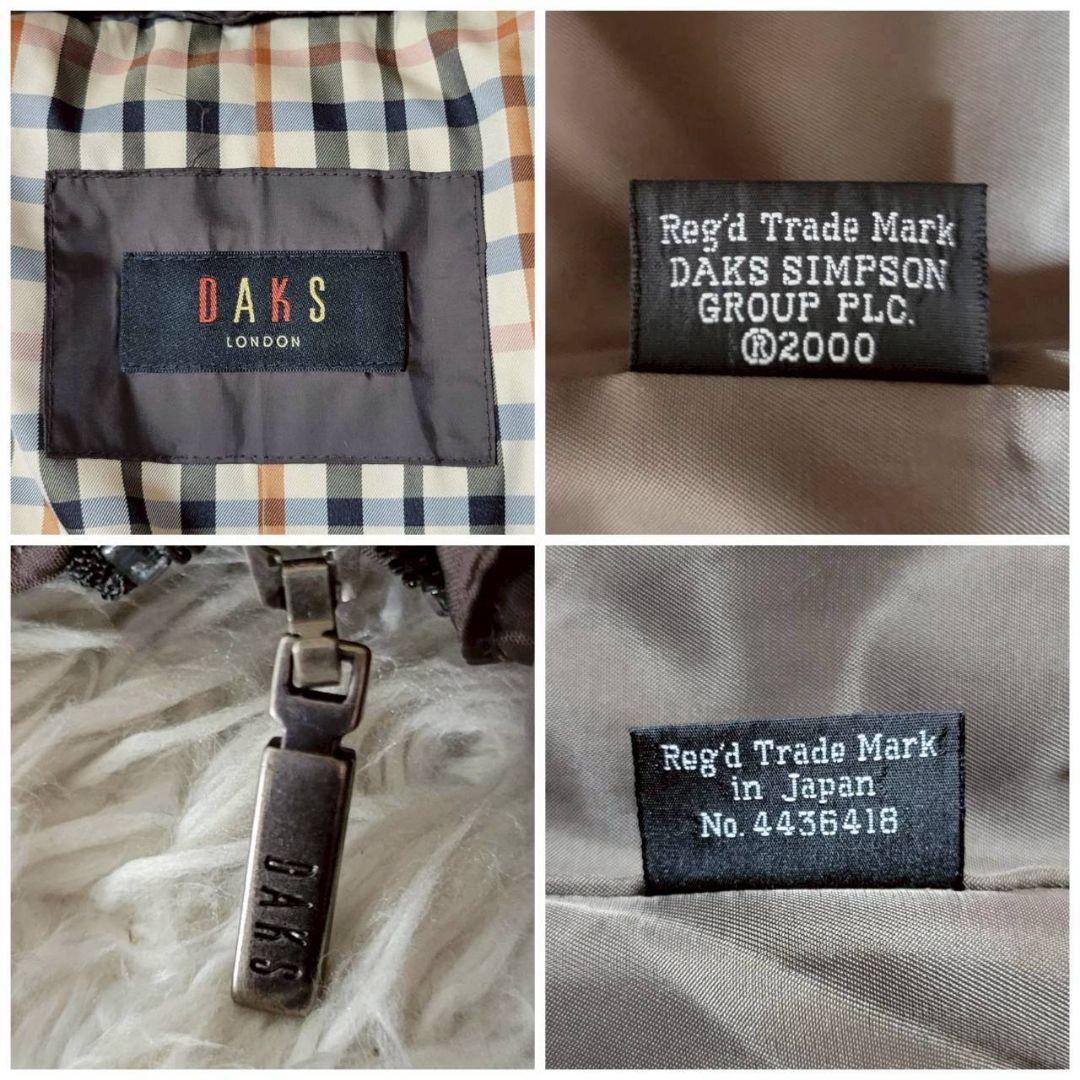 DAKS
LONDON
Reg'd Trade Mark
DAKS SIMPSON
GROUP PLC.
®2000
DAKS
Reg'd Trade Mark
in Japan
No. 4436418